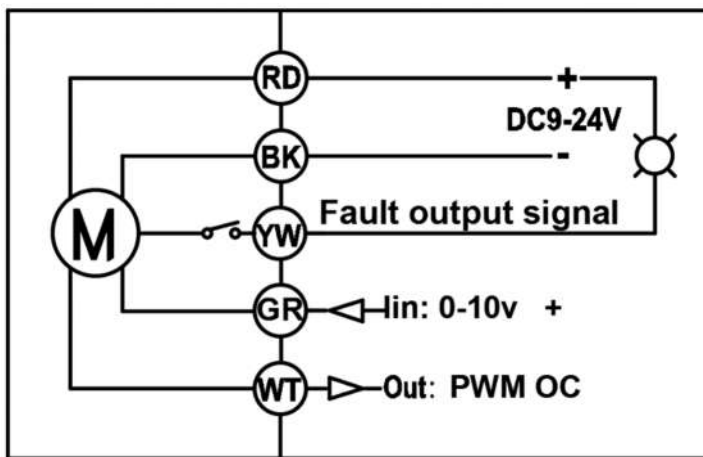 RD
+
DC9-24V
BK
-
M
YW
Fault output signal
GR
Iin: 0-10v +
WT
Out: PWM OC